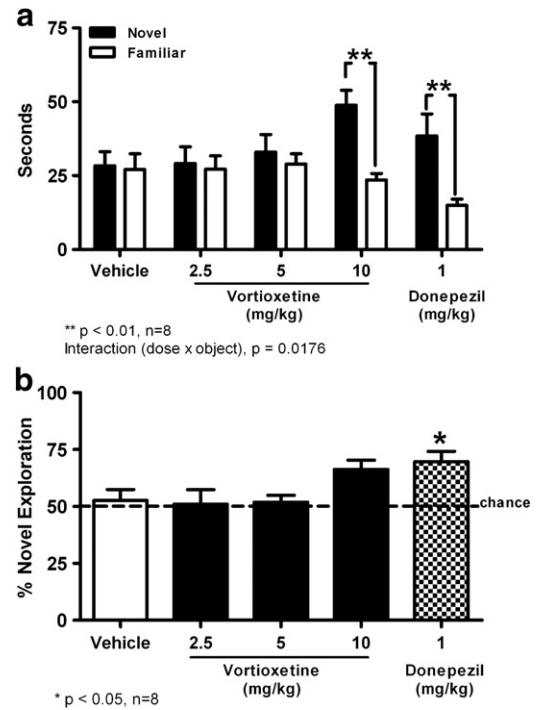 a
75
Novel
Familiar
**
**
50
25
0
Seconds
Vehicle 2.5 5 10 1
Vortioxetine Donepezil
(mg/kg) (mg/kg)
** p < 0.01, n=8
Interaction (dose x object), p = 0.0176
b
100
75
50
25
0
% Novel Exploration
*
chance
Vehicle 2.5 5 10 1
Vortioxetine Donepezil
(mg/kg) (mg/kg)
* p < 0.05, n=8